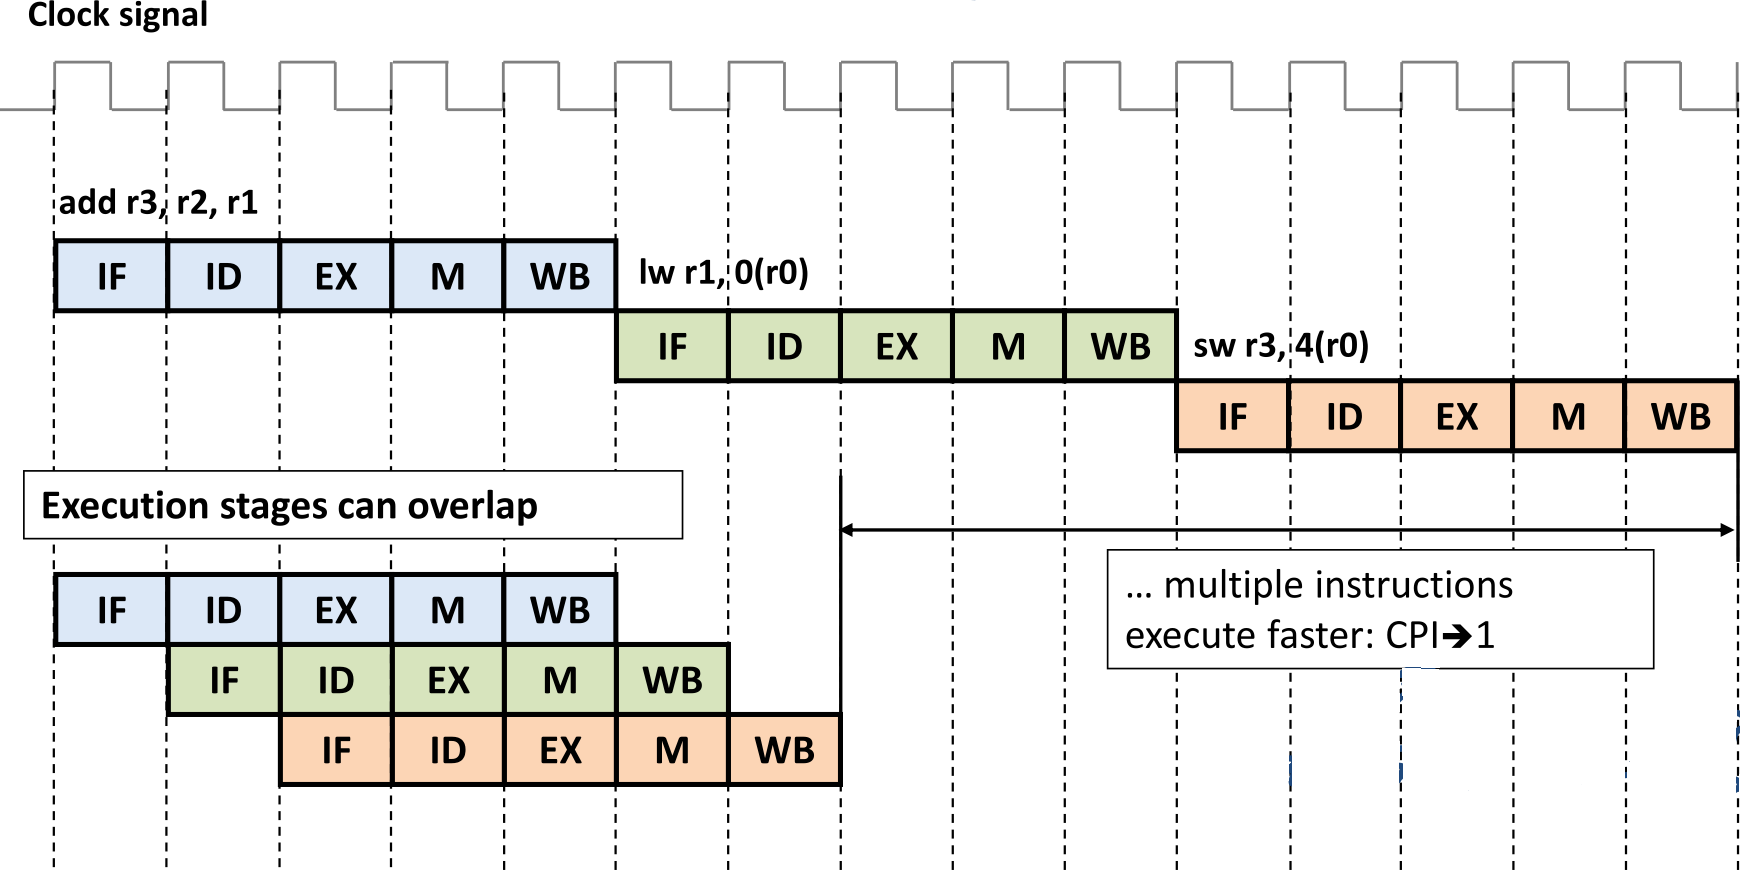 Clock signal
add r3, r2, r1
IF ID EX M WB
lw r1, 0(r0)
IF ID EX M WB
sw r3, 4(r0)
IF ID EX M WB
Execution stages can overlap
... multiple instructions
execute faster: CPI➔1
IF ID EX M WB
IF ID EX M WB
IF ID EX M WB